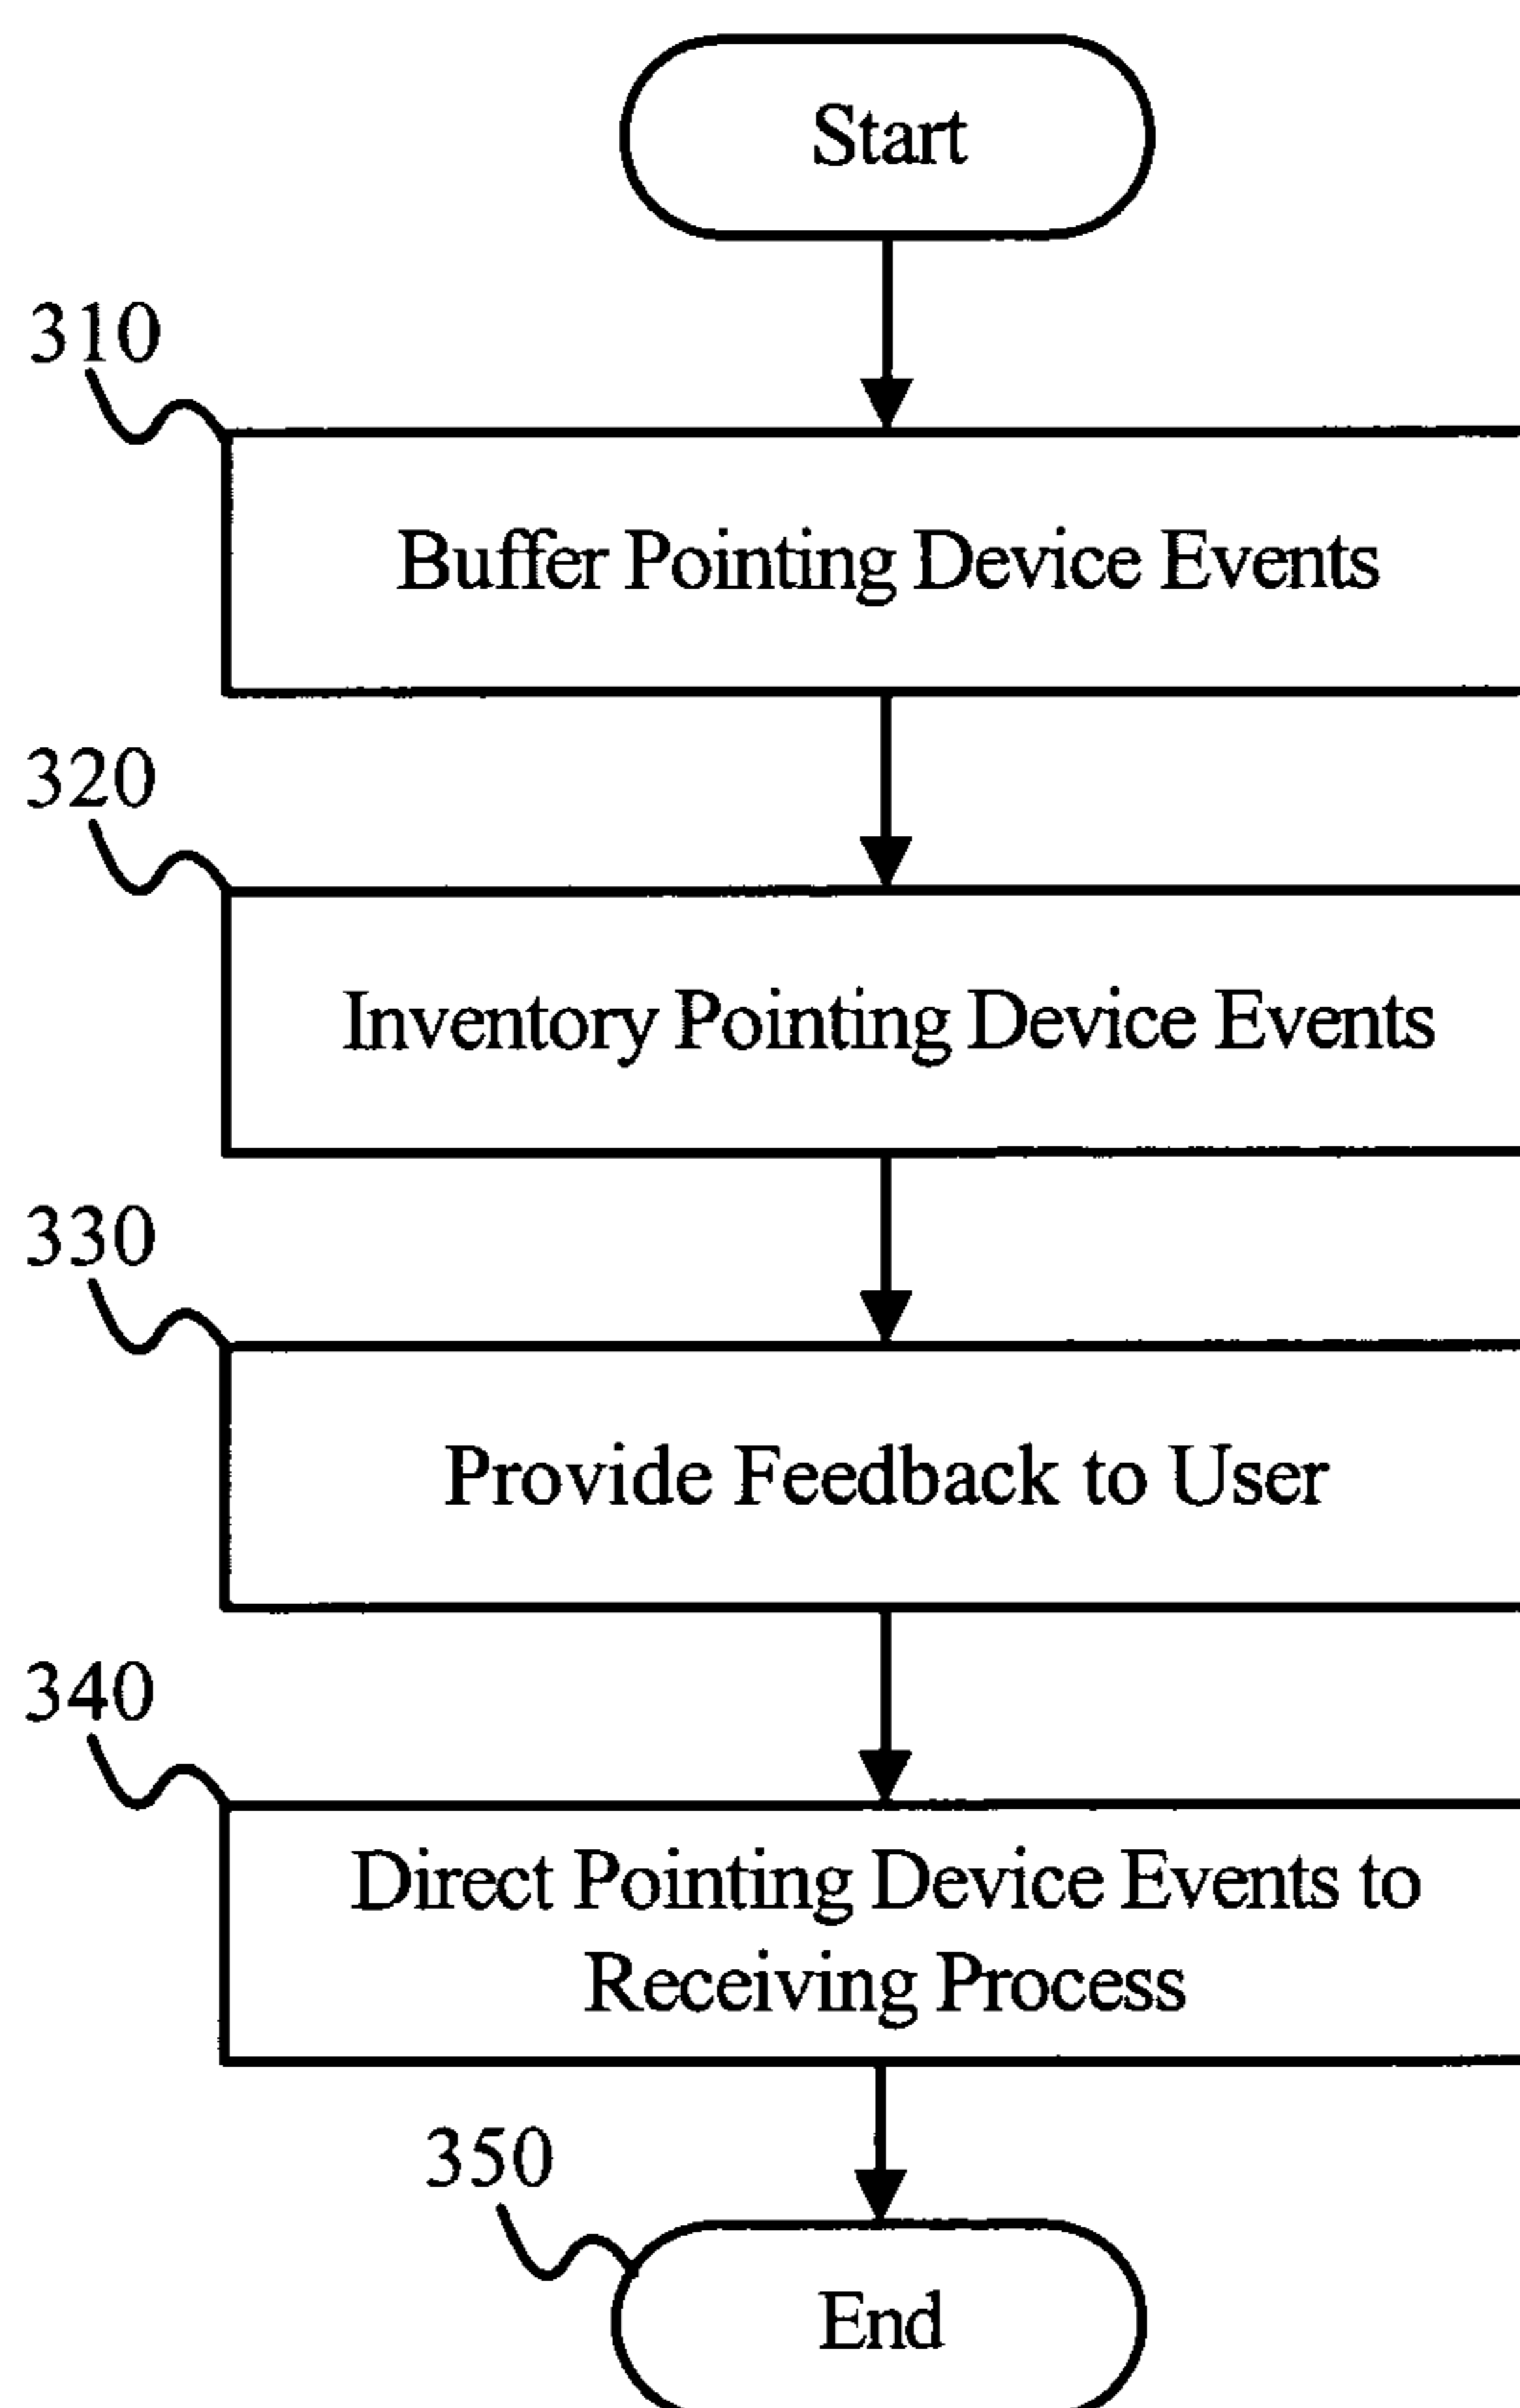 Start
310
Buffer Pointing Device Events
320
Inventory Pointing Device Events
330
Provide Feedback to User
340
Direct Pointing Device Events to
Receiving Process
350
End